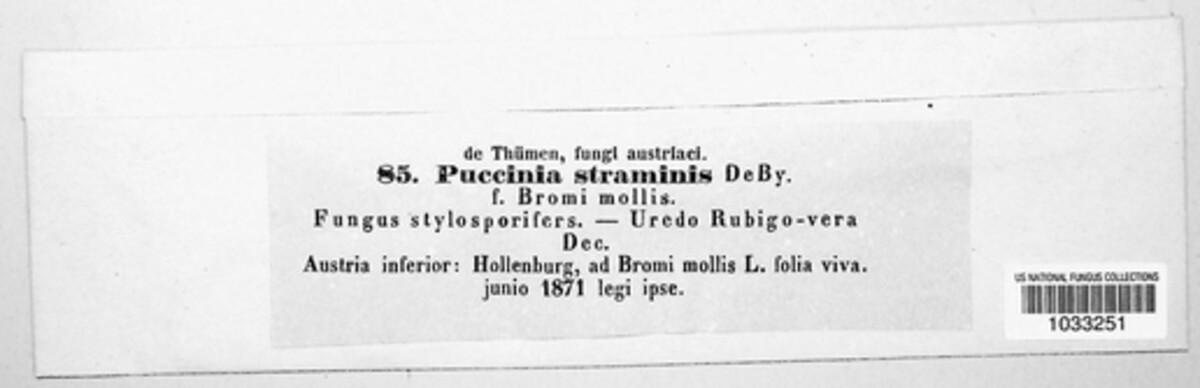 de Thümen, fungi austriaci.
85. Puccinia straminis DeBy.
f. Bromi mollis.
Fungus stylosporifers. — Uredo Rubigo-vera
Dec.
Austria inferior: Hollenburg, ad Bromi mollis L. folia viva.
junio 1871 legi ipse.
US NATIONAL FUNGUS COLLECTIONS
1033251